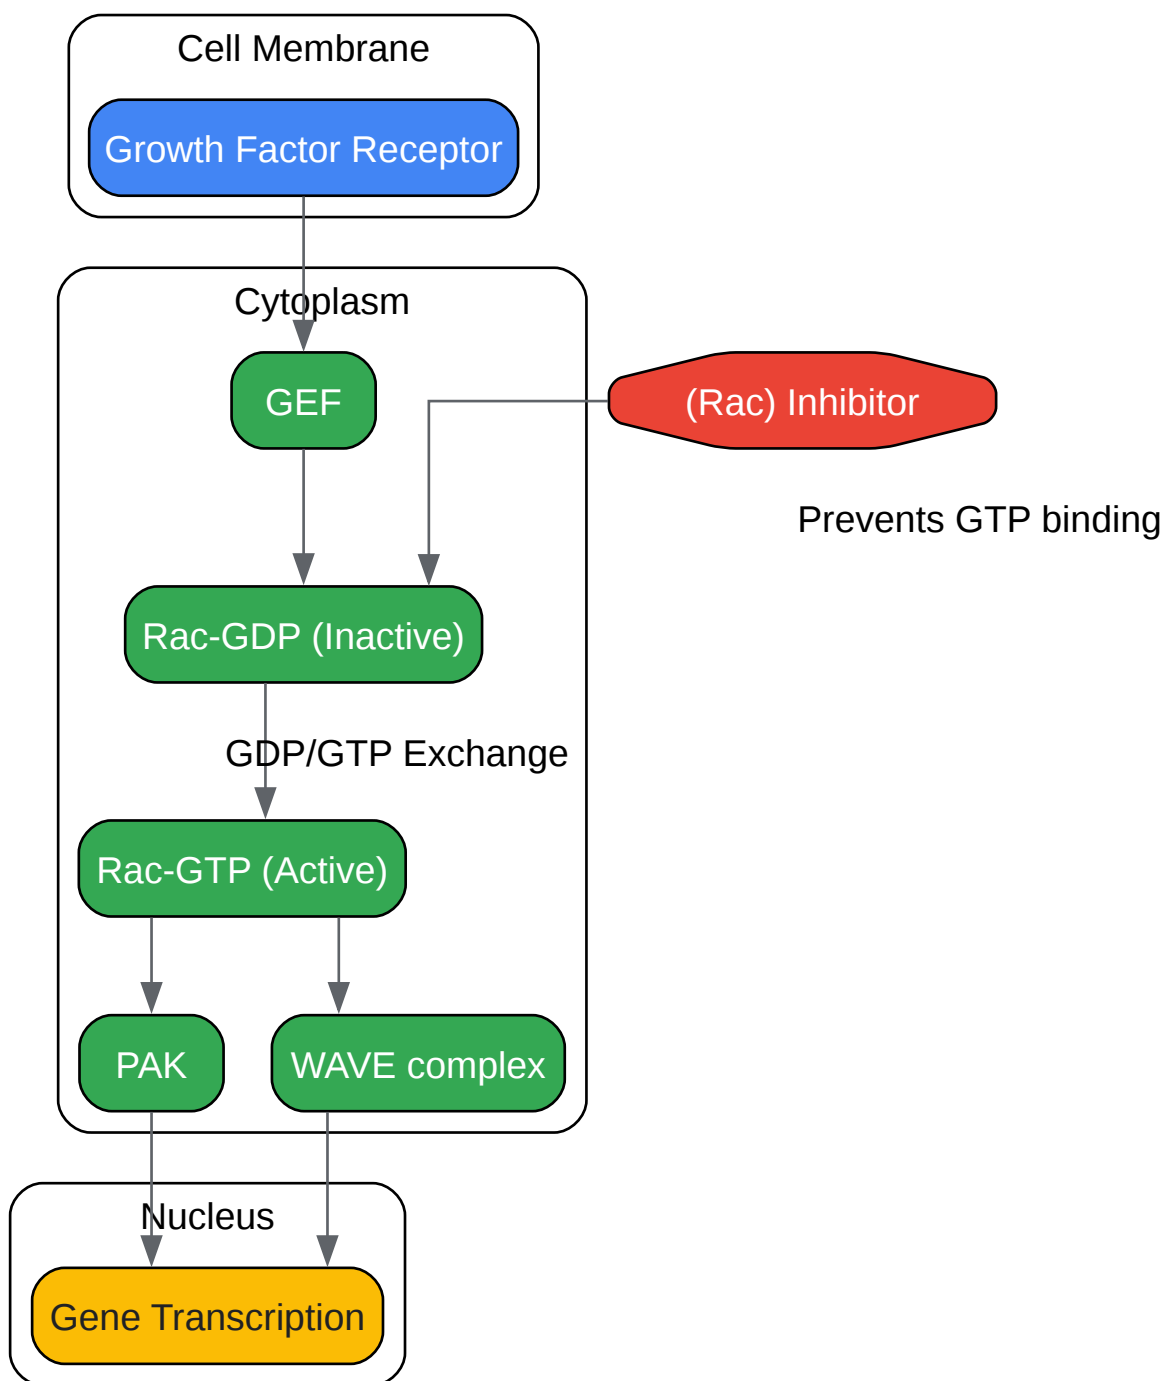 Cell Membrane
Growth Factor Receptor
Cytoplasm
GEF
(Rac) Inhibitor
Prevents GTP binding
Rac-GDP (Inactive)
GDP/GTP Exchange
Rac-GTP (Active)
PAK
WAVE complex
Nucleus
Gene Transcription